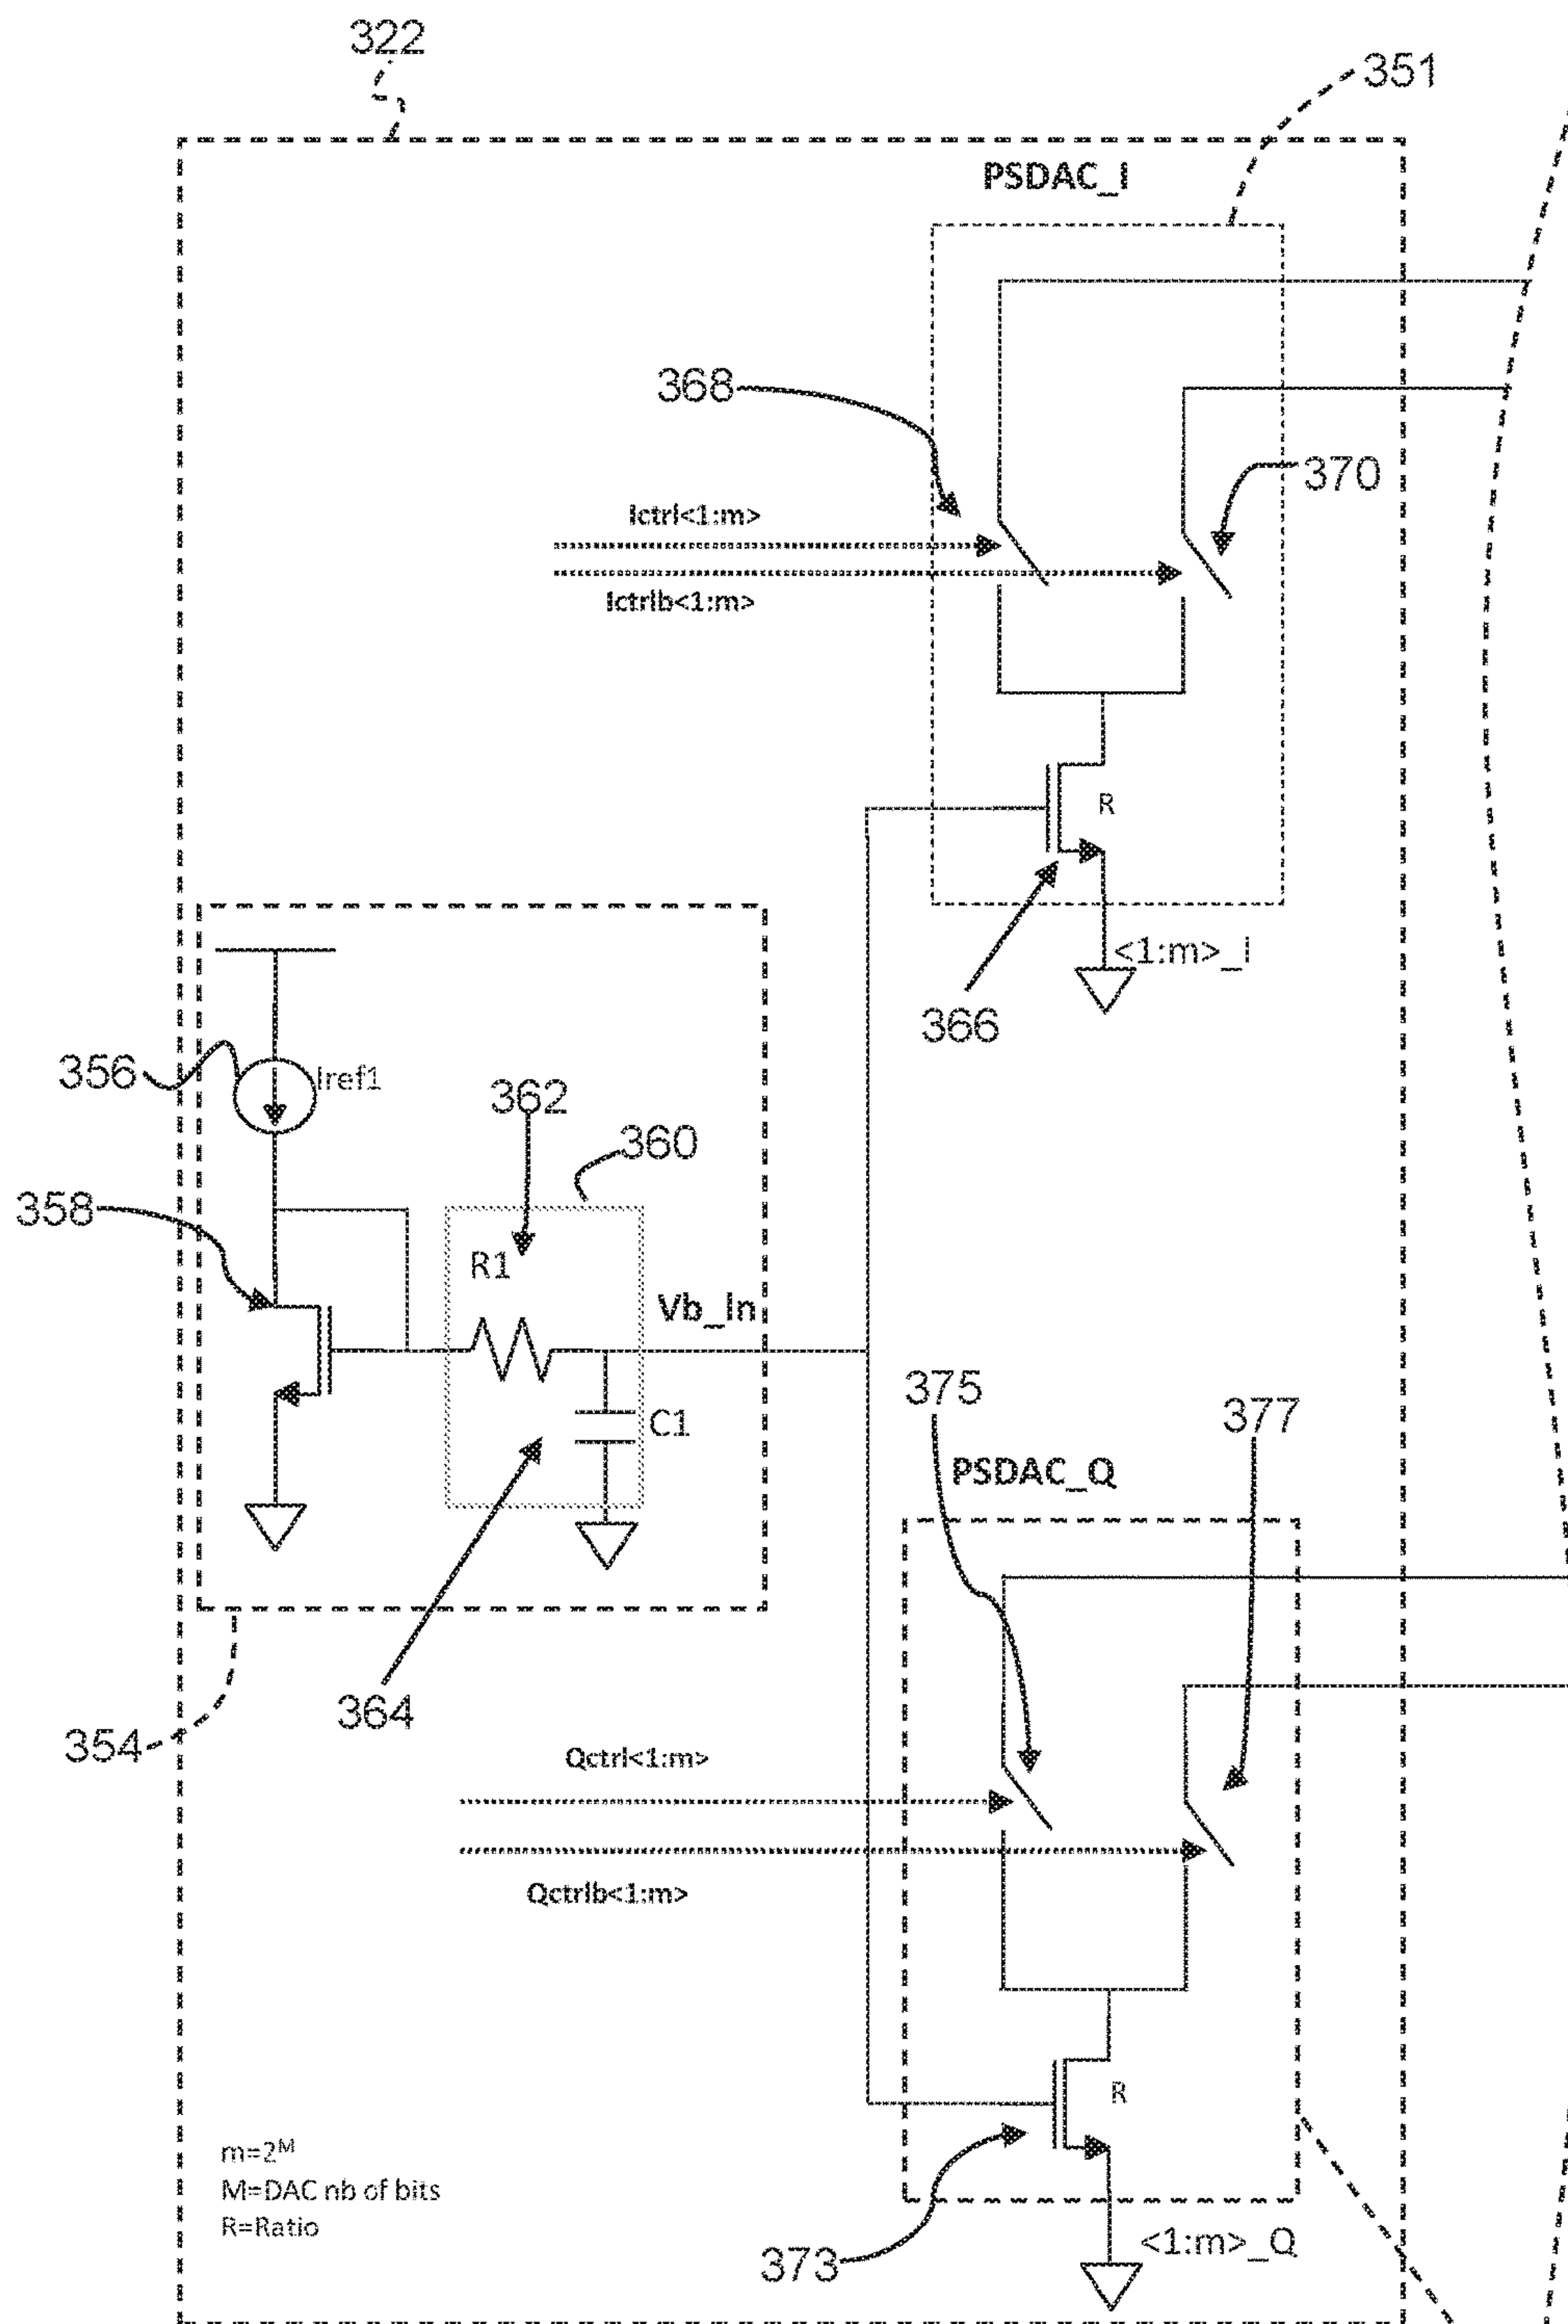 322
351
PSDAC_I
368
370
Ictrl<1:m>
Ictrlb<1:m>
R
<1:m>_i
366
356
Iref1
362
360
358
R1
Vb_In
375
C1
377
PSDAC_Q
364
354
Qctrl<1:m>
Qctrlb<1:m>
R
m=2^M
M=DAC nb of bits
R=Ratio
373
<1:m>_Q